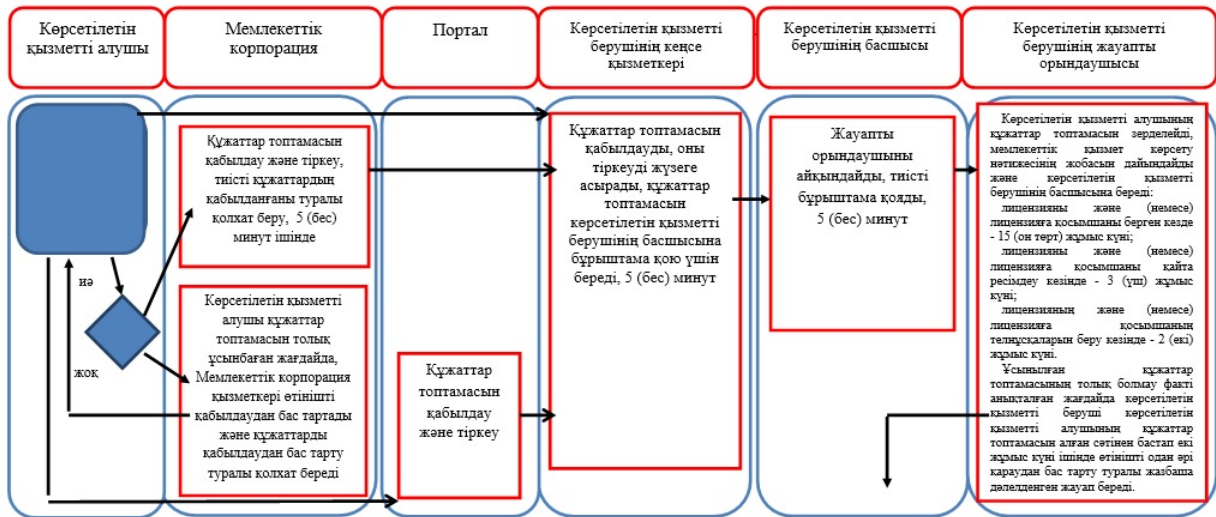 Көрсетілетін
қызметті алушы
Мемлекеттік
корпорация
Портал
Көрсетілетін қызметті
берушінің кеңсе
қызметкері
Көрсетілетін қызметті
берушінің басшысы
Көрсетілетін қызметті
берушінің жауапты
орындаушысы
иә
жоқ
Құжаттар топтамасын
қабылдау және тіркеу,
тиісті құжаттардың
қабылданғаны туралы
қолхат беру, 5 (бес)
минут ішінде
Көрсетілетін қызметті
алушы құжаттар
топтамасын толық
ұсынбаған жағдайда,
Мемлекеттік корпорация
қызметкері өтінішті
қабылдаудан бас тартады
және құжаттарды
қабылдаудан бас тарту
туралы қолхат береді
Құжаттар
топтамасын
қабылдау
және тіркеу
Құжаттар топтамасын
қабылдауды, оны
тіркеуді жүзеге
асырады, құжаттар
топтамасын
көрсетілетін қызметті
берушінің басшысына
бұрыштама қою үшін
береді, 5 (бес) минут
Жауапты
орындаушыны
айқындайды, тиісті
бұрыштама қояды,
5 (бес) минут
Көрсетілетін қызметті алушының
құжаттар топтамасын зерделейді,
мемлекеттік қызмет көрсету
нәтижесінің жобасын дайындайды
және көрсетілетін қызметті
берушінің басшысына береді:
лицензияны және (немесе)
лицензияға қосымшаны берген кезде
- 15 (он төрт) жұмыс күні;
лицензияны және (немесе)
лицензияға қосымшаны қайта
ресімдеу кезінде - 3 (үш) жұмыс
күні;
лицензияның және (немесе)
лицензияға қосымшаның
телнұсқаларын беру кезінде - 2 (екі)
жұмыс күні.
Ұсынылған құжаттар
топтамасының толық болмау факті
анықталған жағдайда көрсетілетін
қызметті беруші көрсетілетін
қызметті алушының құжаттар
топтамасын алған сәтінен бастап екі
жұмыс күні ішінде өтінішті одан әрі
қараудан бас тарту туралы жазбаша
дәлелденген жауап береді.